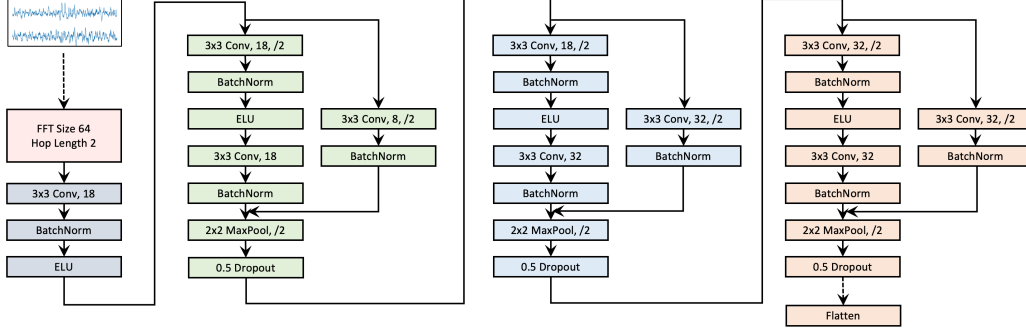 FFT Size 64
Hop Length 2
3x3 Conv, 18
BatchNorm
ELU
3x3 Conv, 18, /2
BatchNorm
ELU
3x3 Conv, 18
BatchNorm
2x2 MaxPool, /2
0.5 Dropout
3x3 Conv, 8, /2
BatchNorm
3x3 Conv, 18, /2
BatchNorm
ELU
3x3 Conv, 32
BatchNorm
2x2 MaxPool, /2
0.5 Dropout
3x3 Conv, 32, /2
BatchNorm
3x3 Conv, 32, /2
BatchNorm
ELU
3x3 Conv, 32
BatchNorm
2x2 MaxPool, /2
0.5 Dropout
Flatten
3x3 Conv, 32, /2
BatchNorm